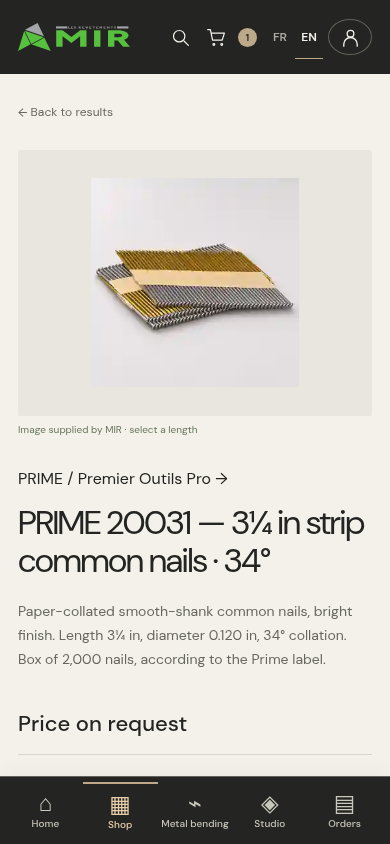 LES REVÊTEMENTS
AMIR
1
FR
EN
← Back to results
Image supplied by MIR · select a length
PRIME / Premier Outils Pro →
PRIME 20031 — 3¼ in strip
common nails · 34°
Paper-collated smooth-shank common nails, bright
finish. Length 3¼ in, diameter 0.120 in, 34° collation.
Box of 2,000 nails, according to the Prime label.
Price on request
Home
Shop
Metal bending
Studio
Orders